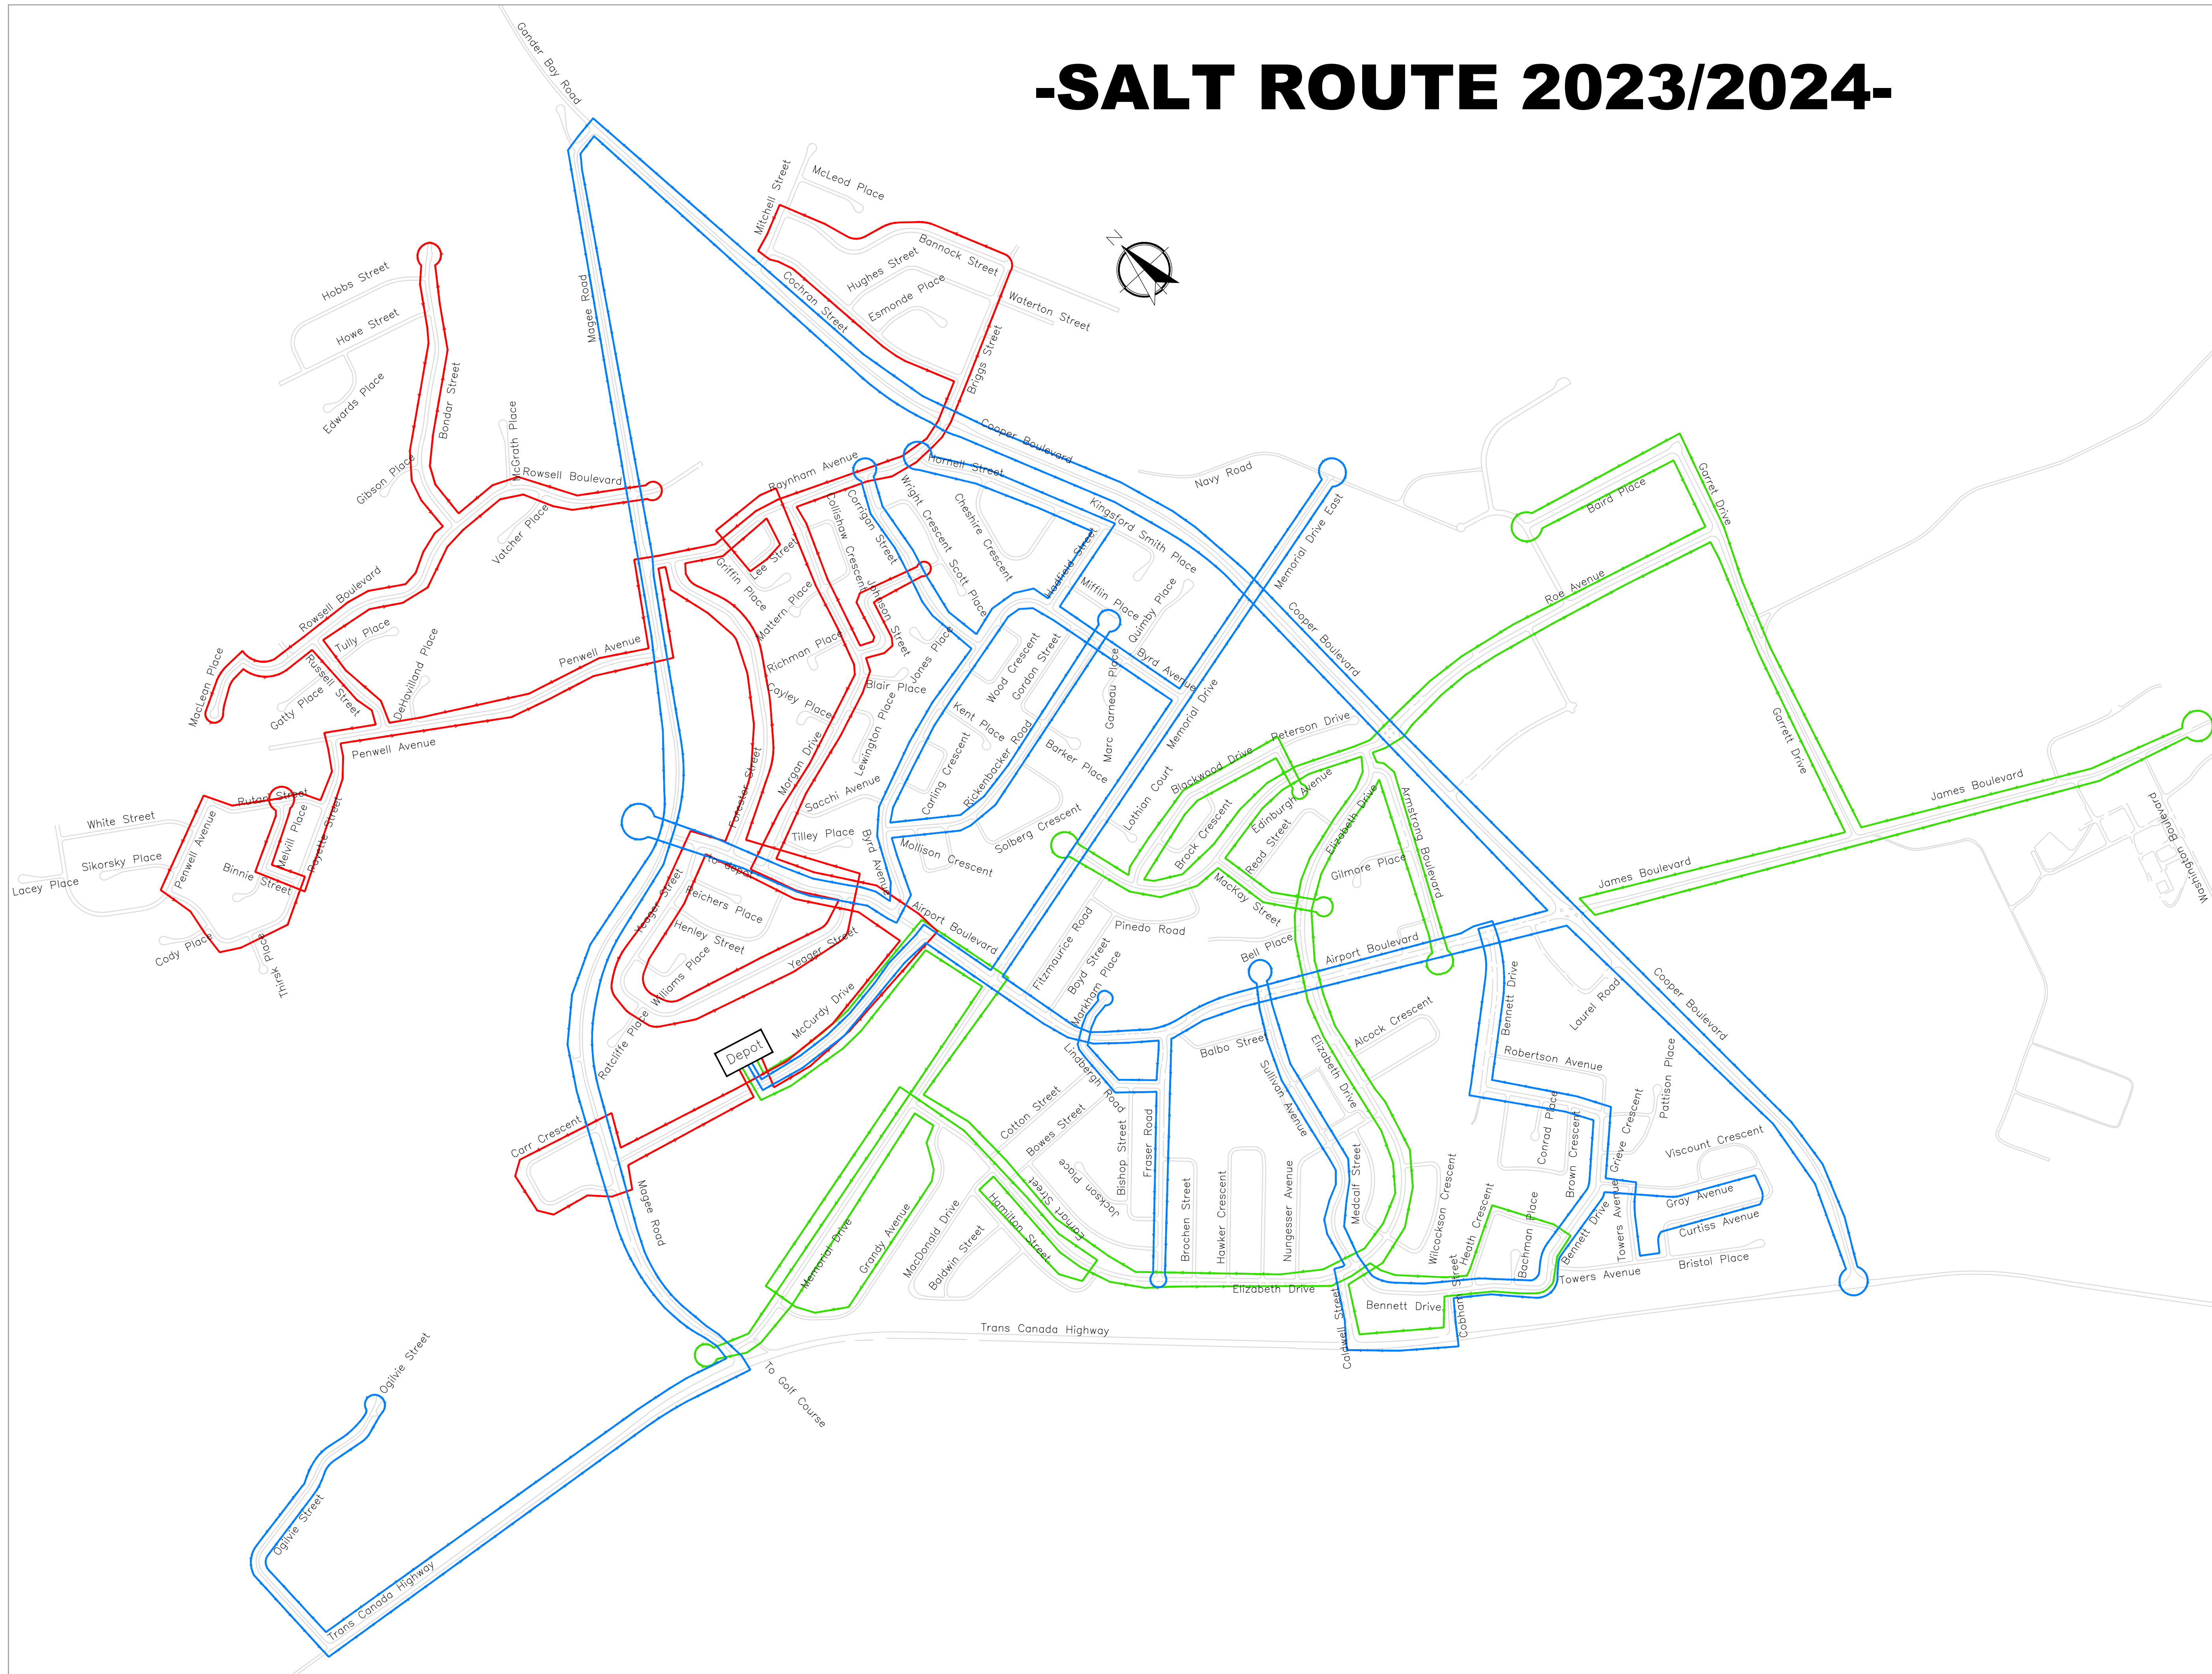 -SALT ROUTE 2023/2024-
Gander Bay Road
Mitchell Street
McLeod Place
Bannock Street
Hughes Street
Esmonde Place
Waterton Street
Cochran Street
Briggs Street
N
Magee Road
Hobbs Street
Howe Street
Edwards Place
Bondar Street
Gibson Place
McGrath Place
Rowsell Boulevard
Vatcher Place
Rowsell Boulevard
Tully Place
Russell Street
Gatty Place
MacLean Place
DeHavilland Place
Penwell Avenue
Penwell Avenue
Rutan Street
White Street
Sikorsky Place
Lacey Place
Penwell Avenue
Binnie Street
Melvill Place
Rayette Street
Cody Place
Thirsk Place
Raynham Avenue
Cooper Boulevard
Hornell Street
Navy Road
Kingsford Smith Place
Collishaw Crescent
Corrigan Street
Wright Crescent
Scott Place
Cheshire Crescent
Hadfield Street
Memorial Drive East
Lee Street
Griffin Place
Mattern Place
Johnson Street
Richman Place
Jones Place
Blair Place
Cayley Place
Lewington Place
Morgan Drive
Forestor Street
Sacchi Avenue
Tilley Place
Byrd Avenue
Mifflin Place
Quimby Place
Byrd Avenue
Marc Garneau Place
Wood Crescent
Gordon Street
Kent Place
Rickenbacker Road
Barker Place
Carling Crescent
Solberg Crescent
Mollison Crescent
Memorial Drive
Cooper Boulevard
Roe Avenue
Baird Place
Garret Drive
Garrett Drive
James Boulevard
James Boulevard
Washington Boulevard
Peterson Drive
Blackwood Drive
Lothian Court
Brock Crescent
Edinburgh Avenue
Read Street
Elizabeth Drive
Armstrong Boulevard
Gilmore Place
MacKay Street
Pinedo Road
Bell Place
Fitzmaurice Road
Boyd Street
Markham Place
Airport Boulevard
Airport Boulevard
to depot
Yeager Street
Reichers Place
Henley Street
Williams Place
Yeager Street
Ratcliffe Place
McCurdy Drive
Depot
Carr Crescent
Magee Road
Lindbergh Road
Balbo Street
Alcock Crescent
Elizabeth Drive
Sullivan Avenue
Bennett Drive
Laurel Road
Cooper Boulevard
Robertson Avenue
Pattison Place
Conrad Place
Brown Crescent
Grieve Crescent
Viscount Crescent
Gray Avenue
Curtiss Avenue
Bristol Place
Towers Avenue
Towers Avenue
Bennett Drive
Bachman Place
Heath Crescent
Wilcockson Crescent
Medcalf Street
Cobham Street
Bennett Drive
Caldwell Street
Elizabeth Drive
Nungesser Avenue
Hawker Crescent
Brochen Street
Fraser Road
Bishop Street
Jackson Place
Cotton Street
Bowes Street
Earhart Street
Hamilton Street
Baldwin Street
MacDonald Drive
Grandy Avenue
Memorial Drive
Trans Canada Highway
To Golf Course
Ogilvie Street
Ogilvie Street
Trans Canada Highway